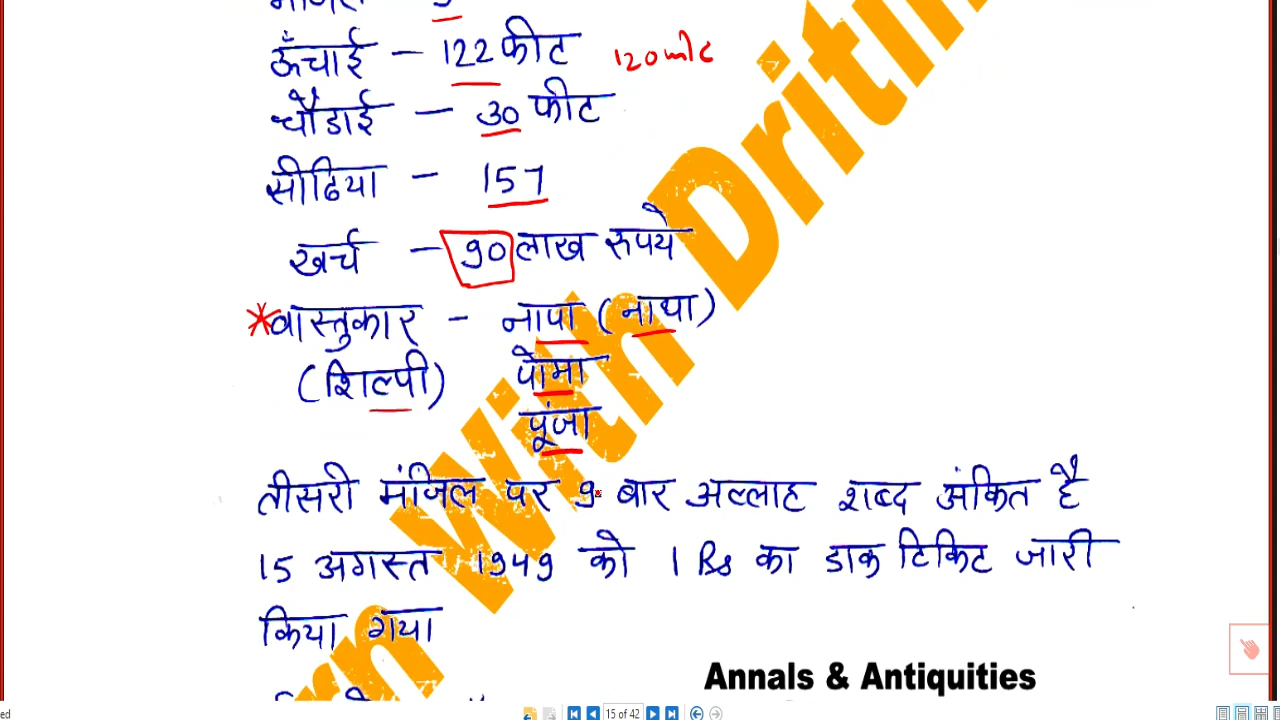 ऊँचाई - 122 फीट 120 फीट
चौडाई - 30 फीट
सीढिया - 157
खर्च - 90 लाख रुपये
*वास्तुकार - नापा (नाथा)
(शिल्पी) पोमा
पूंजा
तीसरी मंजिल पर 9 बार अल्लाह शब्द अंकित है
15 अगस्त 1949 को 1 Rs का डाक टिकिट जारी
किया गया
With
Annals & Antiquities
15 of 42